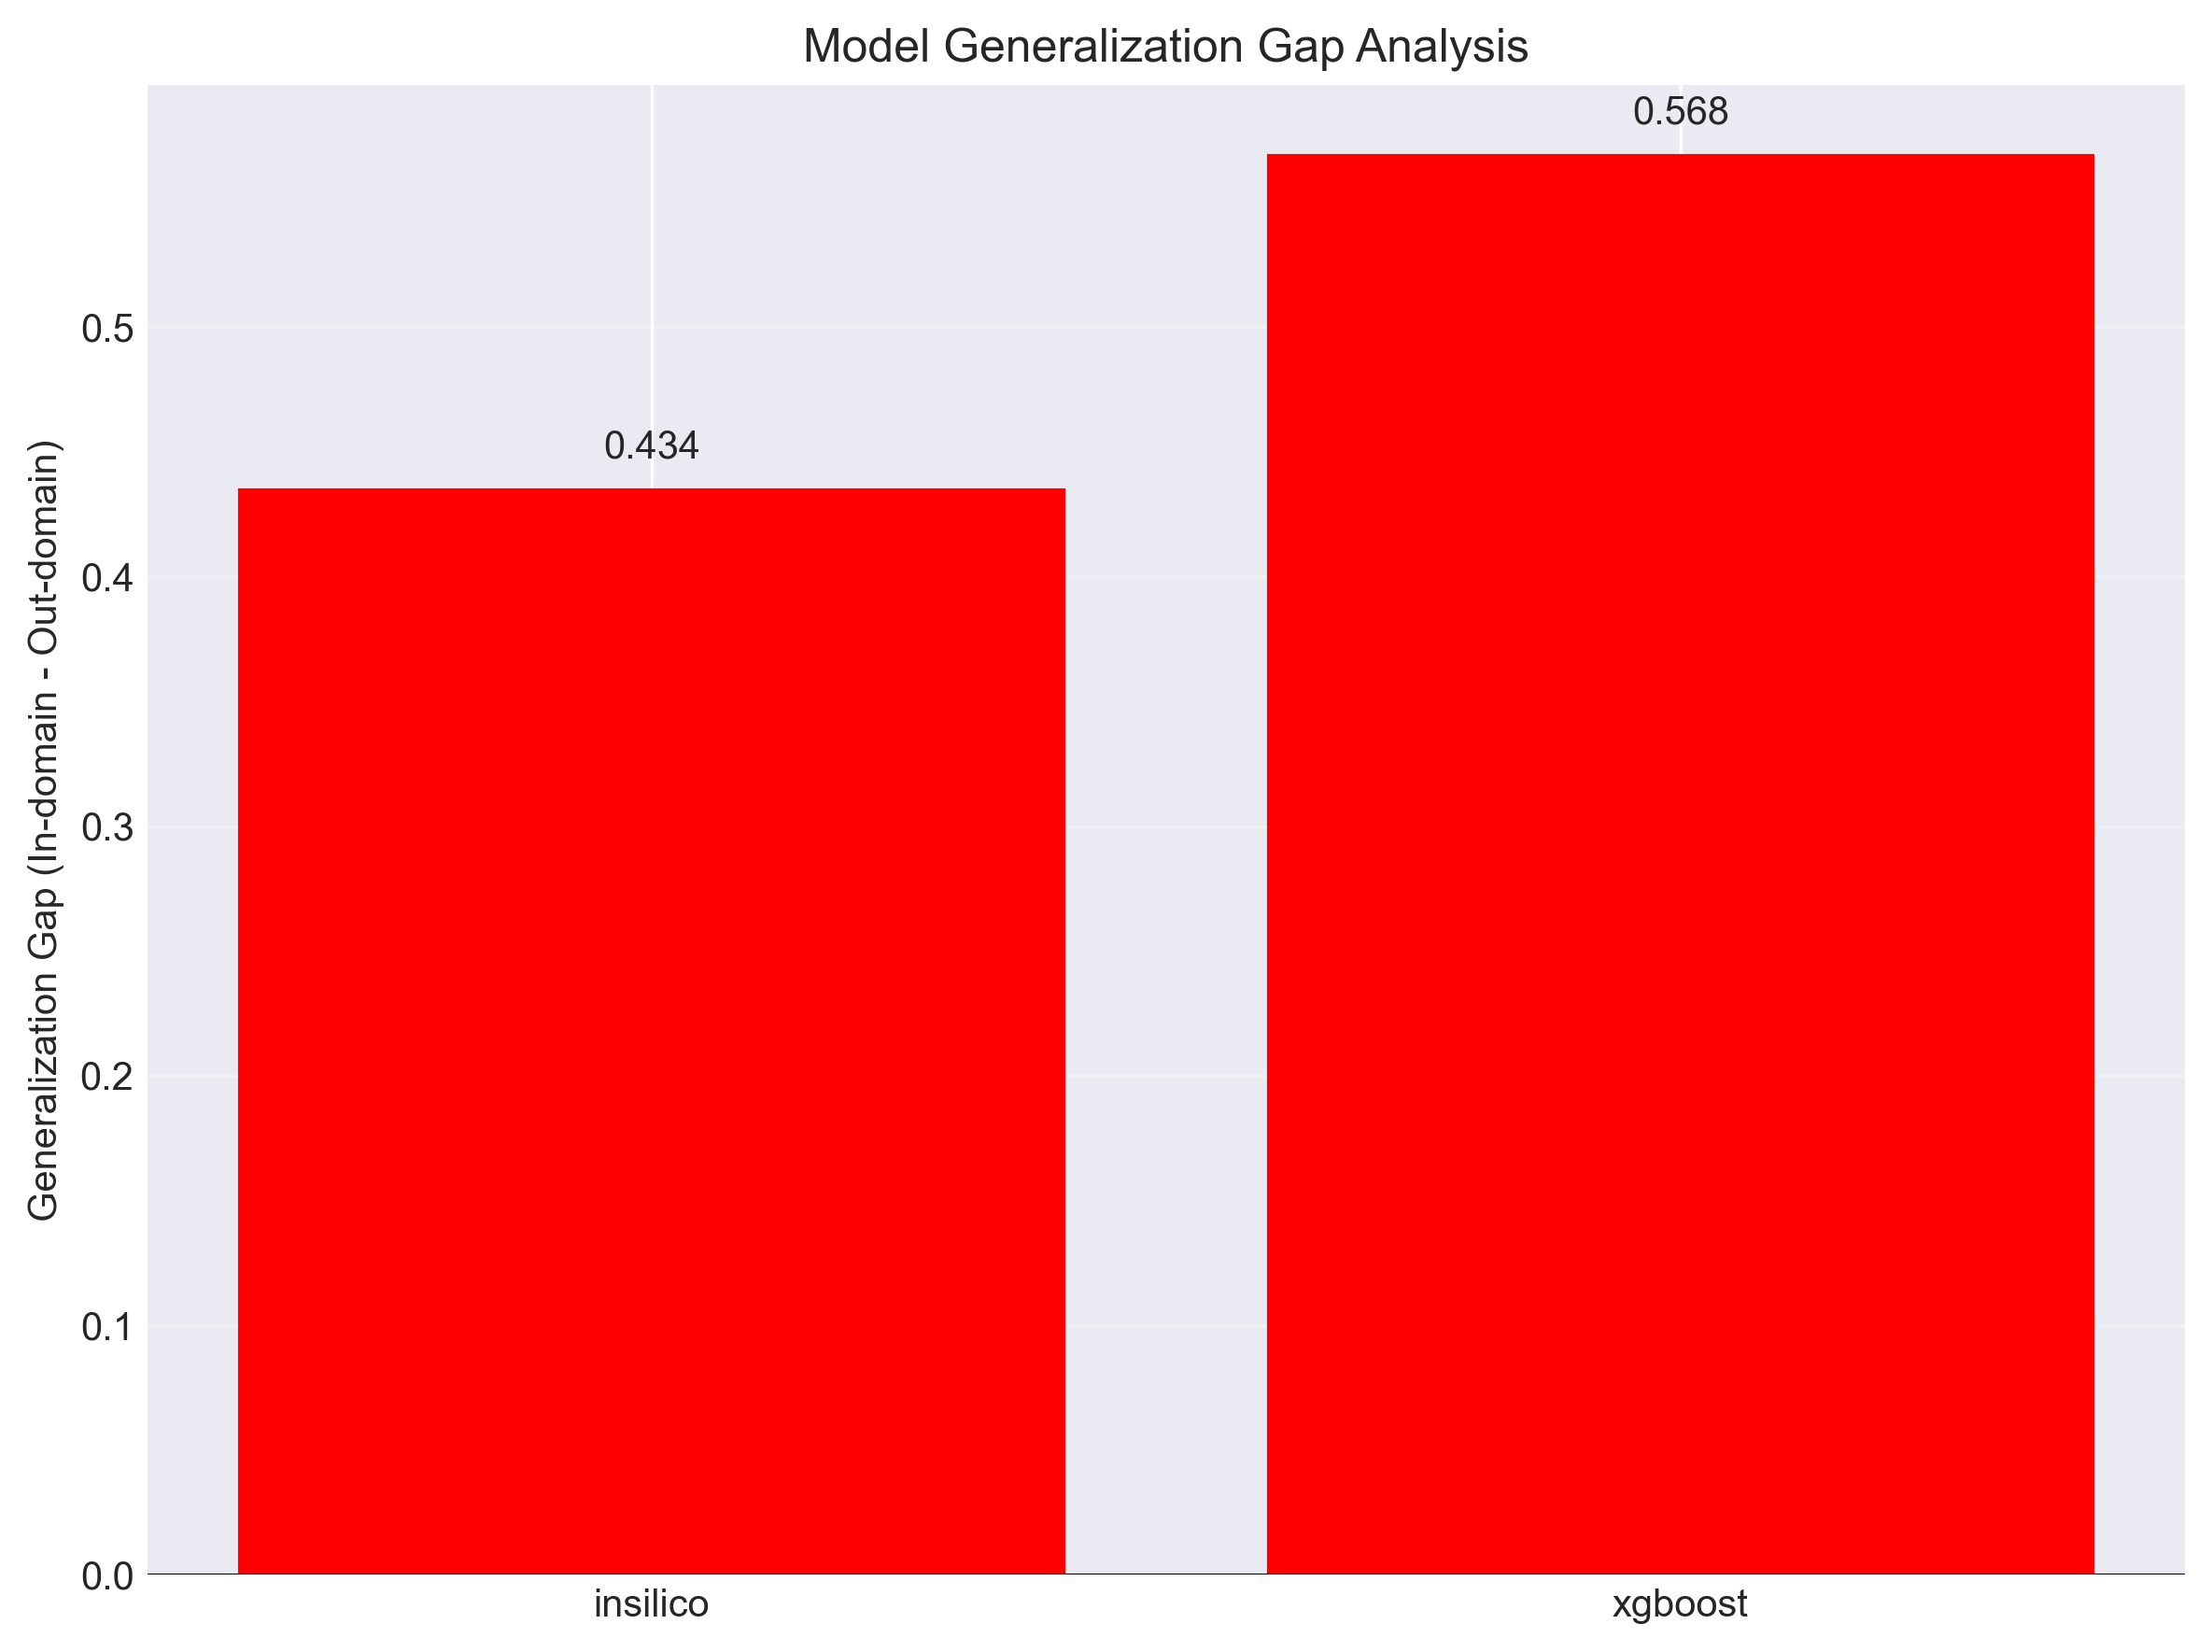 Model Generalization Gap Analysis
Generalization Gap (In-domain - Out-domain)
0.568
0.5
0.434
0.4
0.3
0.2
0.1
0.0
insilico
xgboost